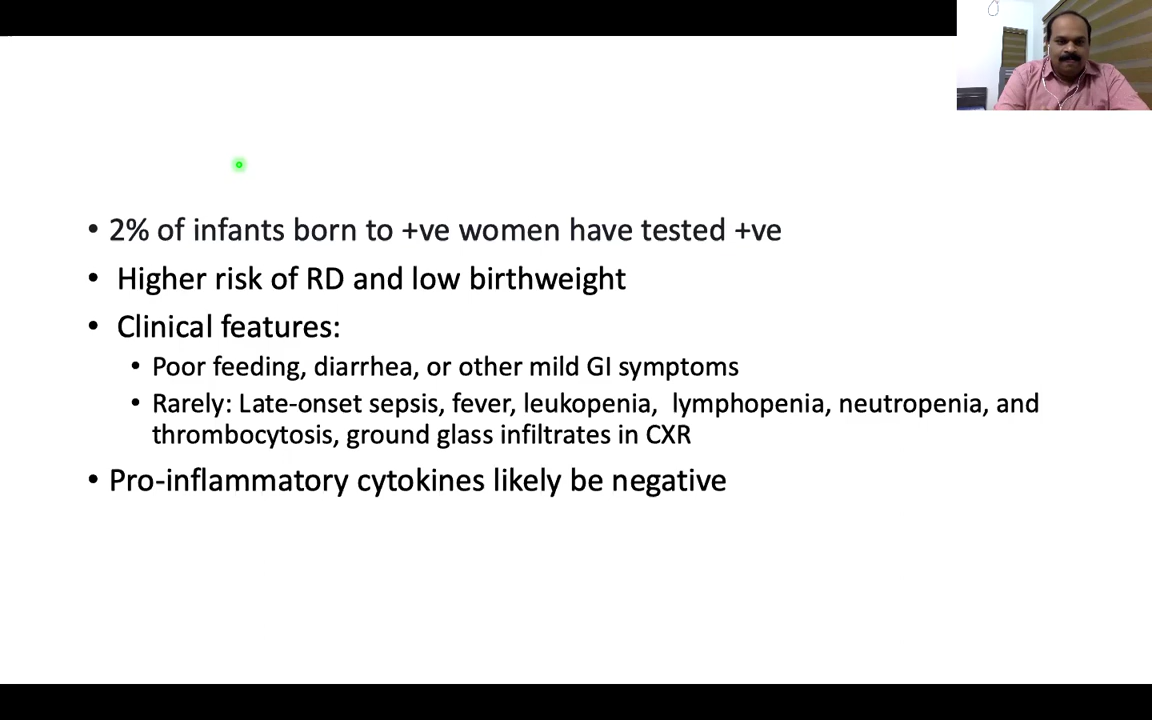 • 2% of infants born to +ve women have tested +ve
• Higher risk of RD and low birthweight
• Clinical features:
• Poor feeding, diarrhea, or other mild GI symptoms
• Rarely: Late-onset sepsis, fever, leukopenia, lymphopenia, neutropenia, and
thrombocytosis, ground glass infiltrates in CXR
• Pro-inflammatory cytokines likely be negative